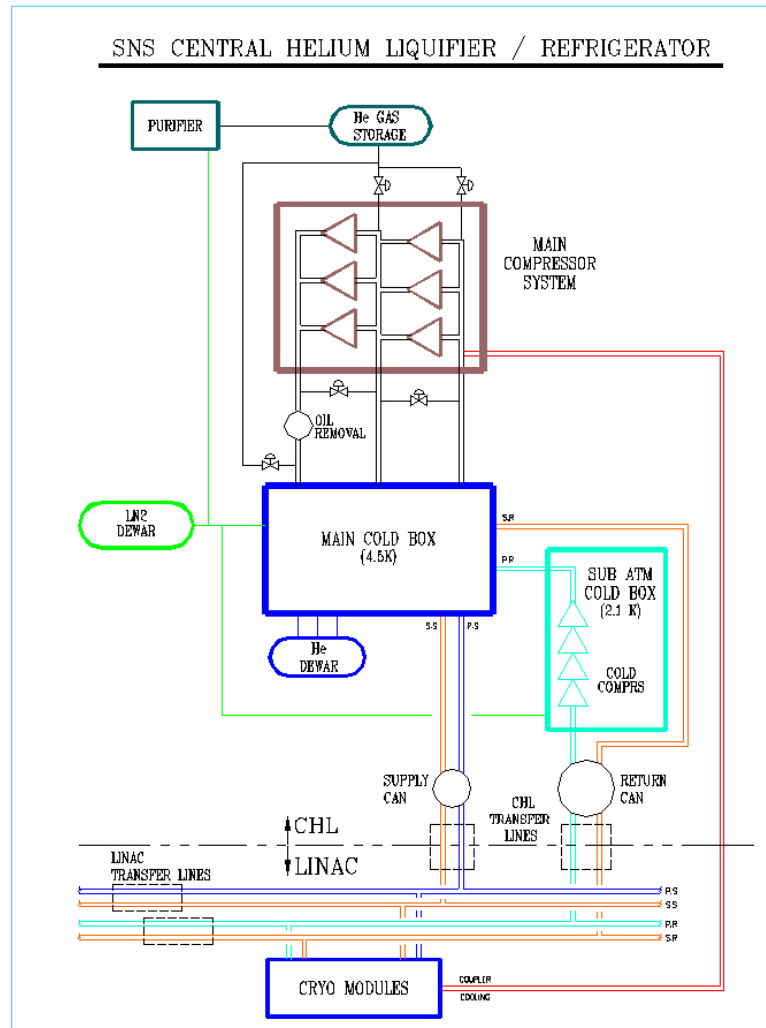 SNS CENTRAL HELIUM LIQUIFIER / REFRIGERATOR
PURIFIER
He GAS
STORAGE
MAIN
COMPRESSOR
SYSTEM
OIL
REMOVAL
LN2
DEWAR
MAIN COLD BOX
(4.5K)
S.R
P.R
SUB ATM
COLD BOX
(2.1 K)
COLD
COMPRS
S.S
P.S
He
DEWAR
SUPPLY
CAN
RETURN
CAN
CHL
TRANSFER
LINES
CHL
LINAC
LINAC
TRANSFER LINES
P.S
S.S
P.R
S.R
CRYO MODULES
COUPLER
COOLING